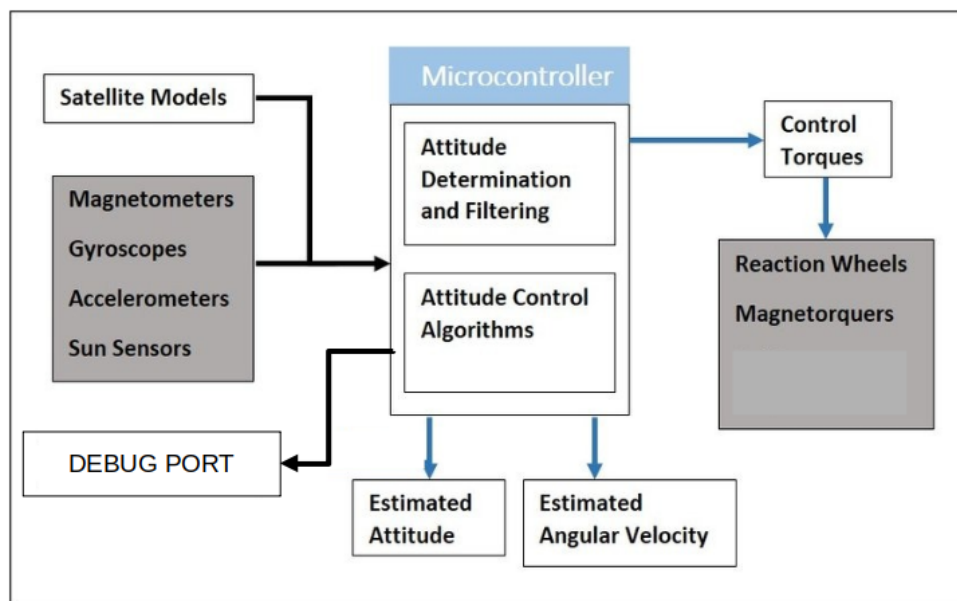 Microcontroller
Satellite Models
Magnetometers
Gyroscopes
Accelerometers
Sun Sensors
Attitude
Determination
and Filtering
Attitude Control
Algorithms
Control
Torques
Reaction Wheels
Magnetorquers
DEBUG PORT
Estimated
Attitude
Estimated
Angular Velocity